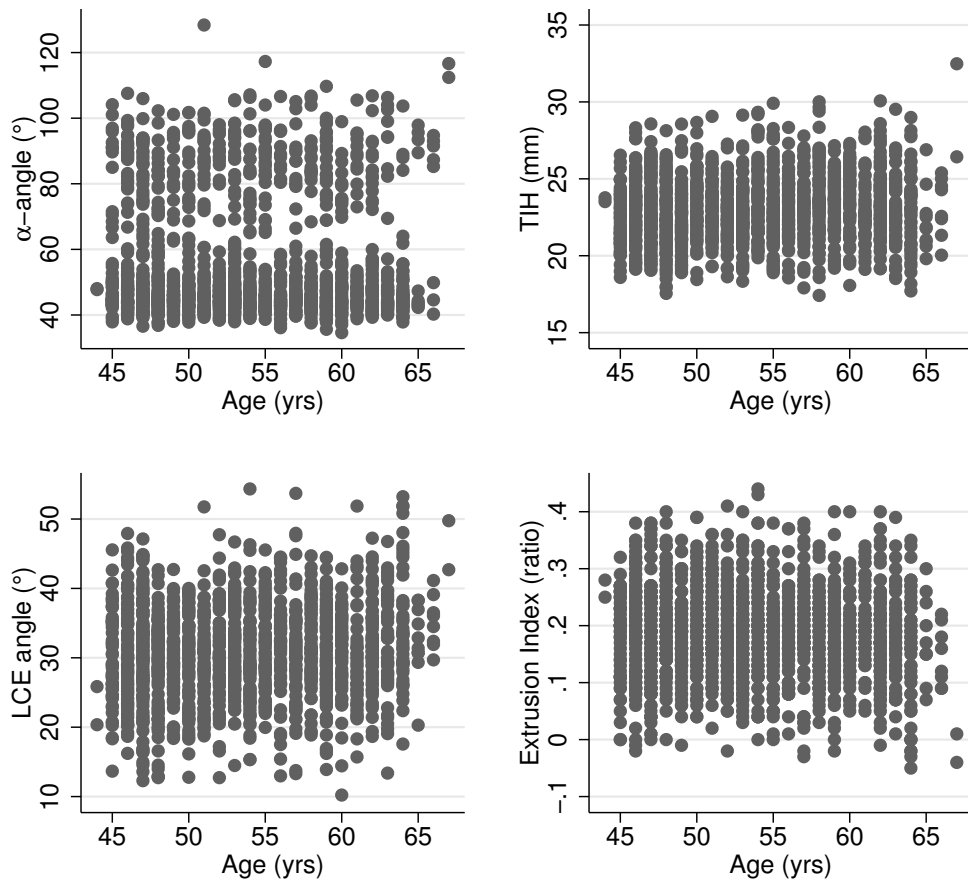 α−angle (°)
120
100
80
60
40
45 50 55 60 65
Age (yrs)
TIH (mm)
35
30
25
20
15
45 50 55 60 65
Age (yrs)
LCE angle (°)
50
40
30
20
10
45 50 55 60 65
Age (yrs)
Extrusion Index (ratio)
.4
.3
.2
.1
0
−.1
45 50 55 60 65
Age (yrs)